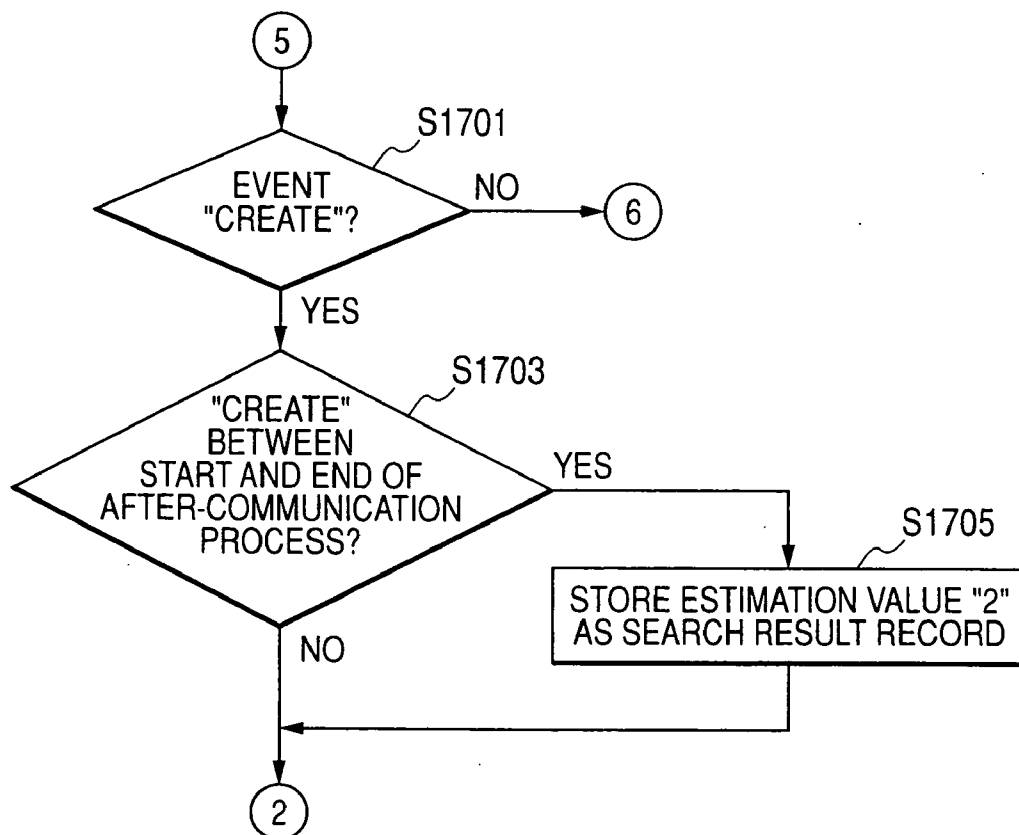 5
S1701
EVENT
"CREATE"?
NO
6
YES
S1703
"CREATE"
BETWEEN
START AND END OF
AFTER-COMMUNICATION
PROCESS?
YES
S1705
STORE ESTIMATION VALUE "2"
AS SEARCH RESULT RECORD
NO
2